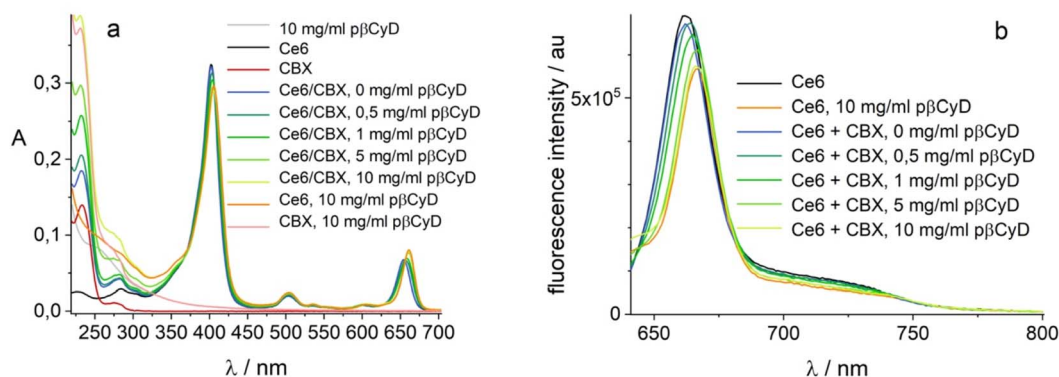 a
10 mg/ml pβCyD
Ce6
CBX
Ce6/CBX, 0 mg/ml pβCyD
Ce6/CBX, 0,5 mg/ml pβCyD
Ce6/CBX, 1 mg/ml pβCyD
Ce6/CBX, 5 mg/ml pβCyD
Ce6/CBX, 10 mg/ml pβCyD
Ce6, 10 mg/ml pβCyD
CBX, 10 mg/ml pβCyD
A
0,3
0,2
0,1
0,0
250 300 350 400 450 500 550 600 650 700
λ / nm
b
Ce6
Ce6, 10 mg/ml pβCyD
Ce6 + CBX, 0 mg/ml pβCyD
Ce6 + CBX, 0,5 mg/ml pβCyD
Ce6 + CBX, 1 mg/ml pβCyD
Ce6 + CBX, 5 mg/ml pβCyD
Ce6 + CBX, 10 mg/ml pβCyD
fluorescence intensity / au
5x10⁵
0
650 700 750 800
λ / nm